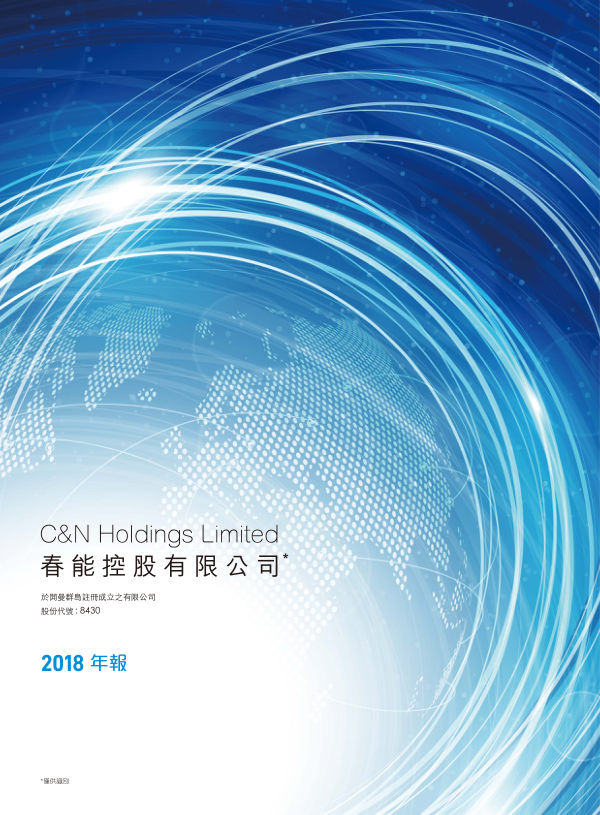 C&N Holdings Limited
春能控股有限公司*
於開曼群島註冊成立之有限公司
股份代號：8430
2018 年報
*僅供識別